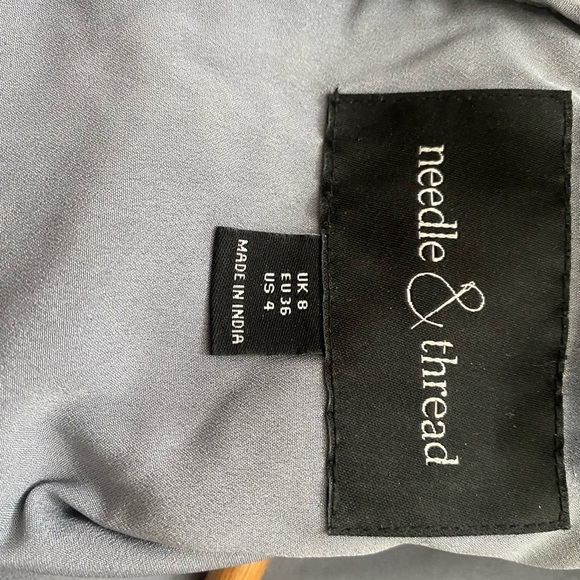 needle & thread
UK 8
EU 36
US 4
MADE IN INDIA